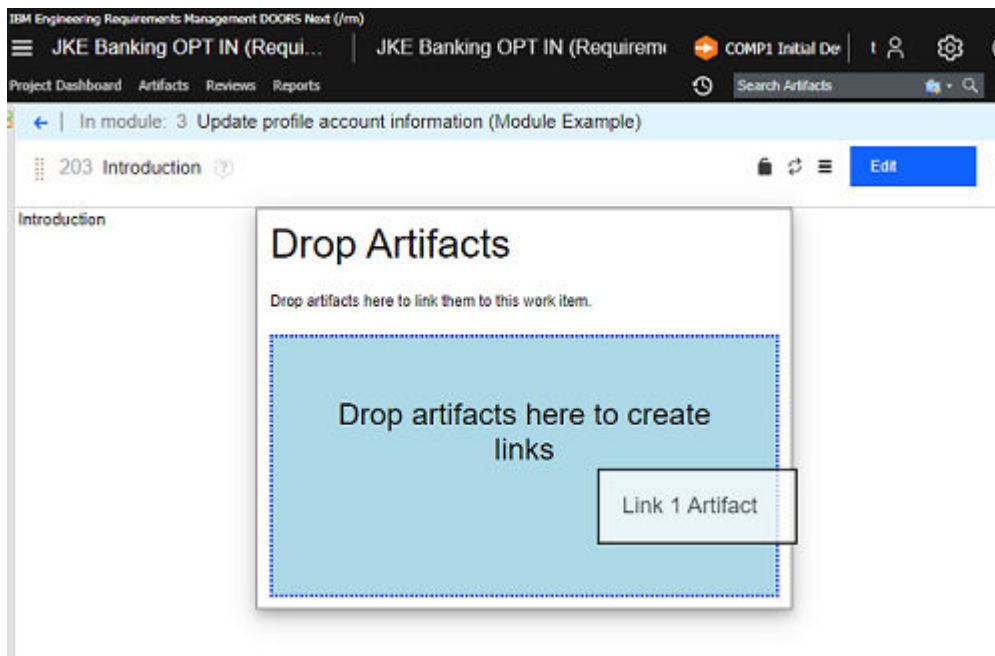 IBM Engineering Requirements Management DOORS Next (/rm)
JKE Banking OPT IN (Requi... JKE Banking OPT IN (Requirem COMP1 Initial De t
Project Dashboard Artifacts Reviews Reports Search Artifacts
In module: 3 Update profile account information (Module Example)
203 Introduction ? Edit
Introduction
Drop Artifacts
Drop artifacts here to link them to this work item.
Drop artifacts here to create
links
Link 1 Artifact